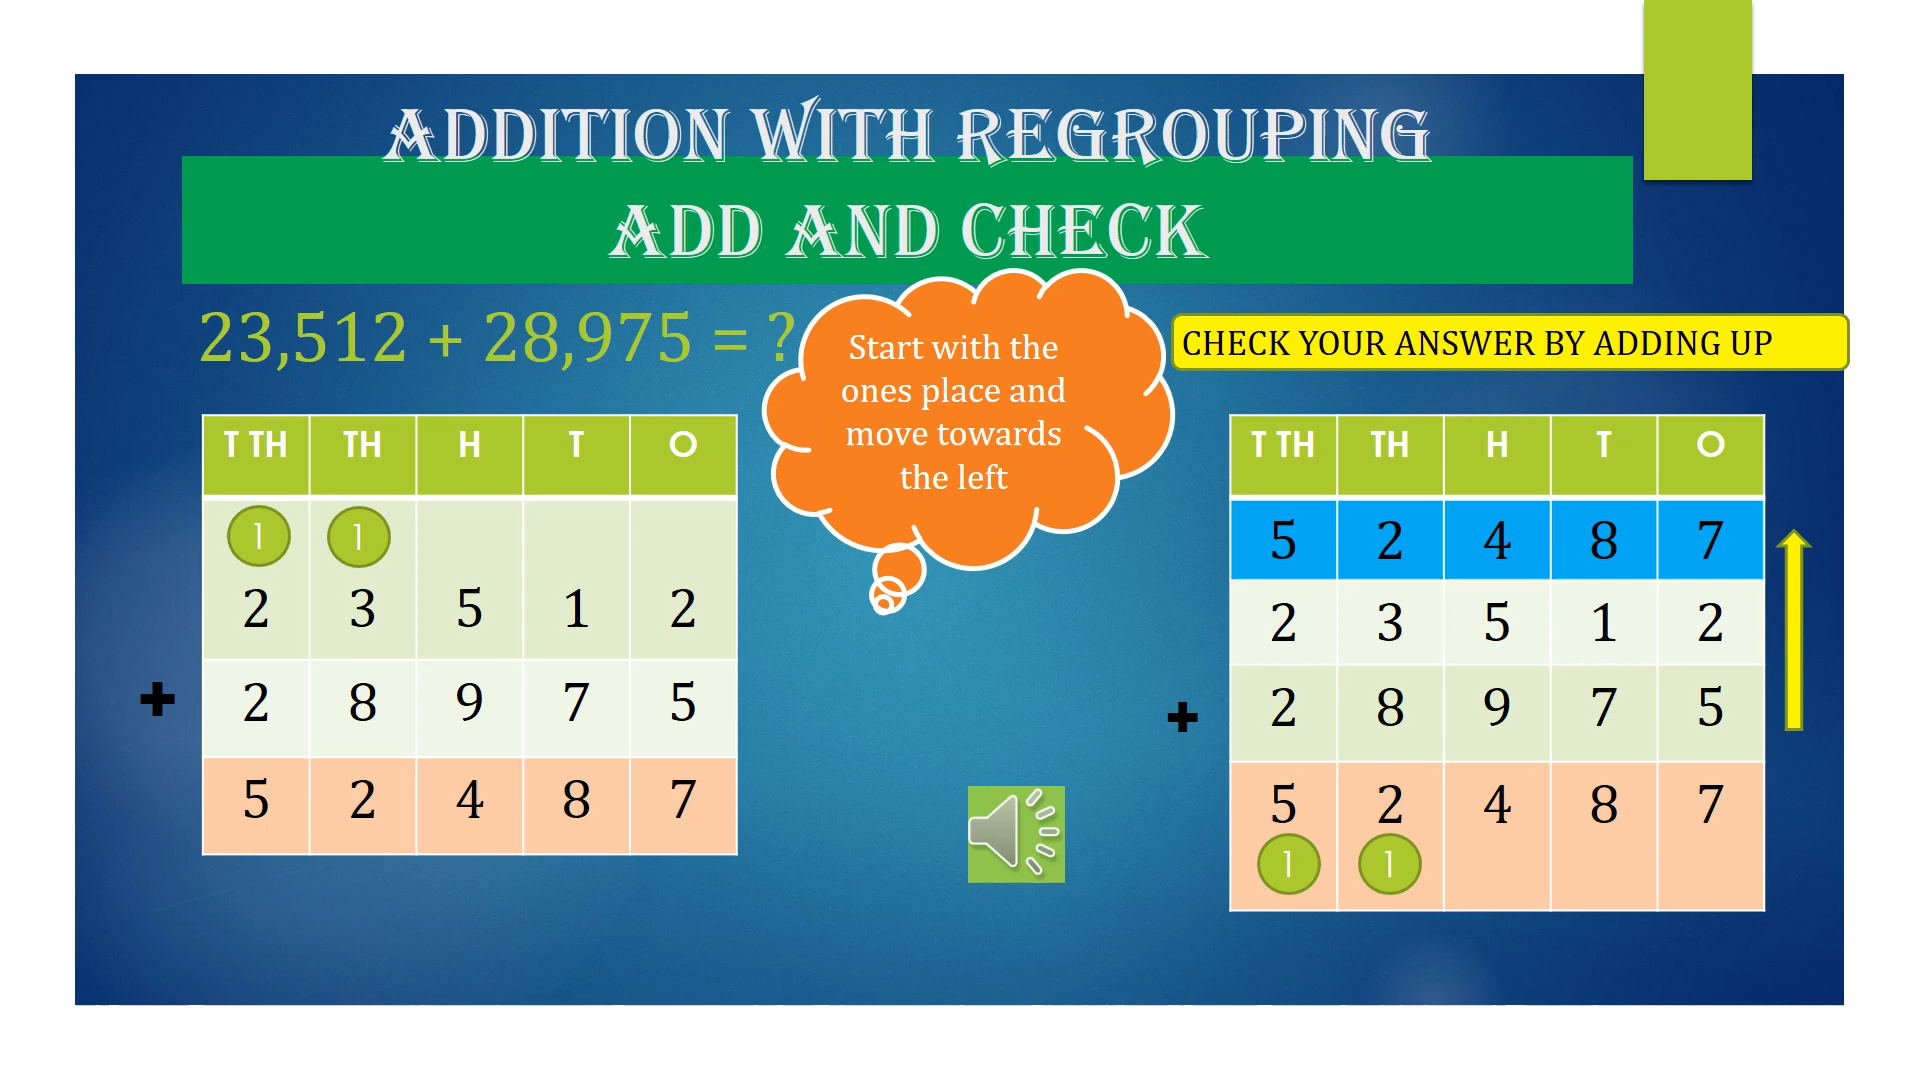 ADDITION WITH REGROUPING
ADD AND CHECK
23,512 + 28,975 = ?
Start with the
ones place and
move towards
the left
CHECK YOUR ANSWER BY ADDING UP
T TH TH H T O
1 1
2 3 5 1 2
+ 2 8 9 7 5
5 2 4 8 7
T TH TH H T O
5 2 4 8 7
2 3 5 1 2
+ 2 8 9 7 5
5 2 4 8 7
1 1